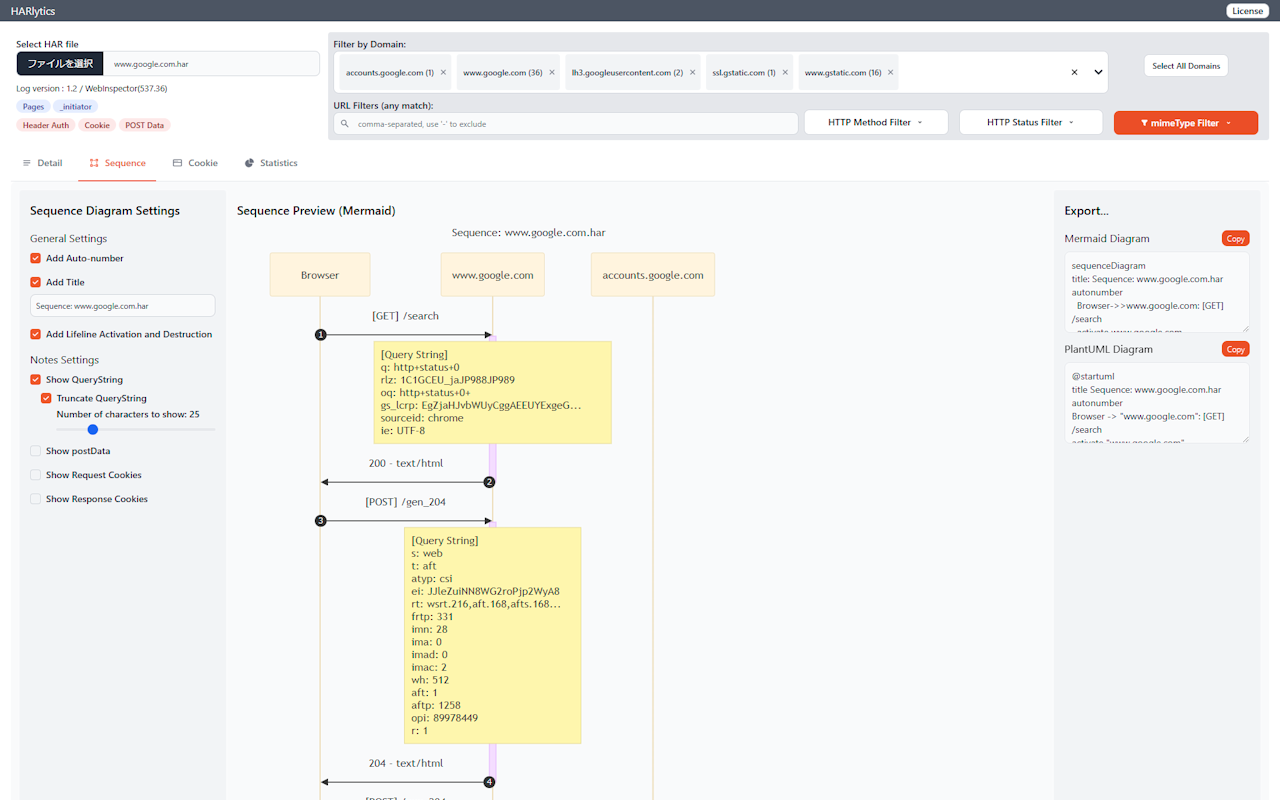 HARlytics
License
Select HAR file
ファイルを選択 www.google.com.har
Log version : 1.2 / WebInspector(537.36)
Pages _initiator
Header Auth Cookie POST Data
Filter by Domain:
accounts.google.com (1) × www.google.com (36) × lh3.googleusercontent.com (2) × ssl.gstatic.com (1) × www.gstatic.com (16) ×
Select All Domains
URL Filters (any match):
comma-separated, use '-' to exclude
HTTP Method Filter
HTTP Status Filter
mimeType Filter
Detail Sequence Cookie Statistics
Sequence Diagram Settings
General Settings
Add Auto-number
Add Title
Sequence: www.google.com.har
Add Lifeline Activation and Destruction
Notes Settings
Show QueryString
Truncate QueryString
Number of characters to show: 25
Show postData
Show Request Cookies
Show Response Cookies
Sequence Preview (Mermaid)
Sequence: www.google.com.har
Browser www.google.com accounts.google.com
[GET] /search
1
[Query String]
q: http+status+0
rlz: 1C1GCEU_jaJP988JP989
oq: http+status+0+
gs_lcrp: EgZjaHJvbWUyCggAEEUYExgeG...
sourceid: chrome
ie: UTF-8
200 - text/html
2
[POST] /gen_204
3
[Query String]
s: web
t: aft
atyp: csi
ei: JJleZuiNN8WG2roPjp2WyA8
rt: wsrt.216,aft.168,afts.168...
frtp: 331
imn: 28
ima: 0
imad: 0
imac: 2
wh: 512
aft: 1
aftp: 1258
opi: 89978449
r: 1
204 - text/html
4
Export...
Mermaid Diagram Copy
sequenceDiagram
title: Sequence: www.google.com.har
autonumber
Browser->>www.google.com: [GET]
/search
activate www.google.com
PlantUML Diagram Copy
@startuml
title Sequence: www.google.com.har
autonumber
Browser -> "www.google.com": [GET]
/search
activate "www.google.com"